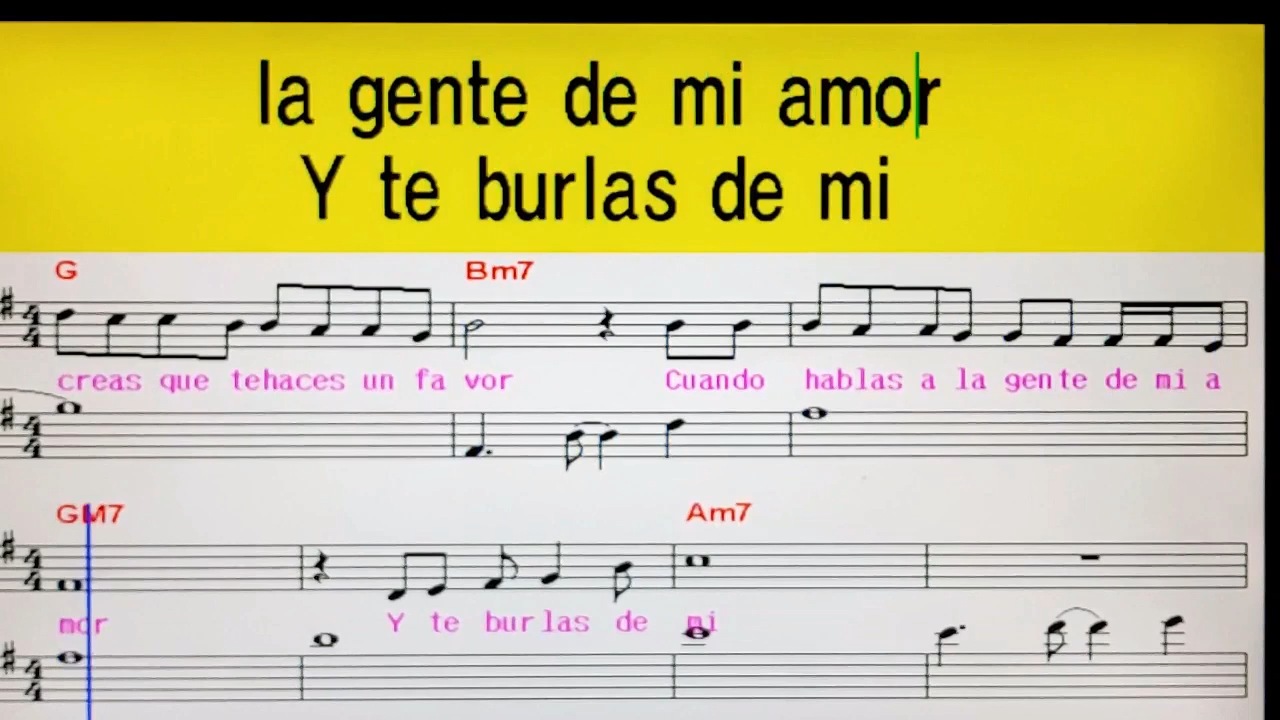 la gente de mi amor
Y te burlas de mi
G Bm7
creas que tehaces un fa vor Cuando hablas a la gente de mi a
GM7 Am7
mor Y te burlas de mi